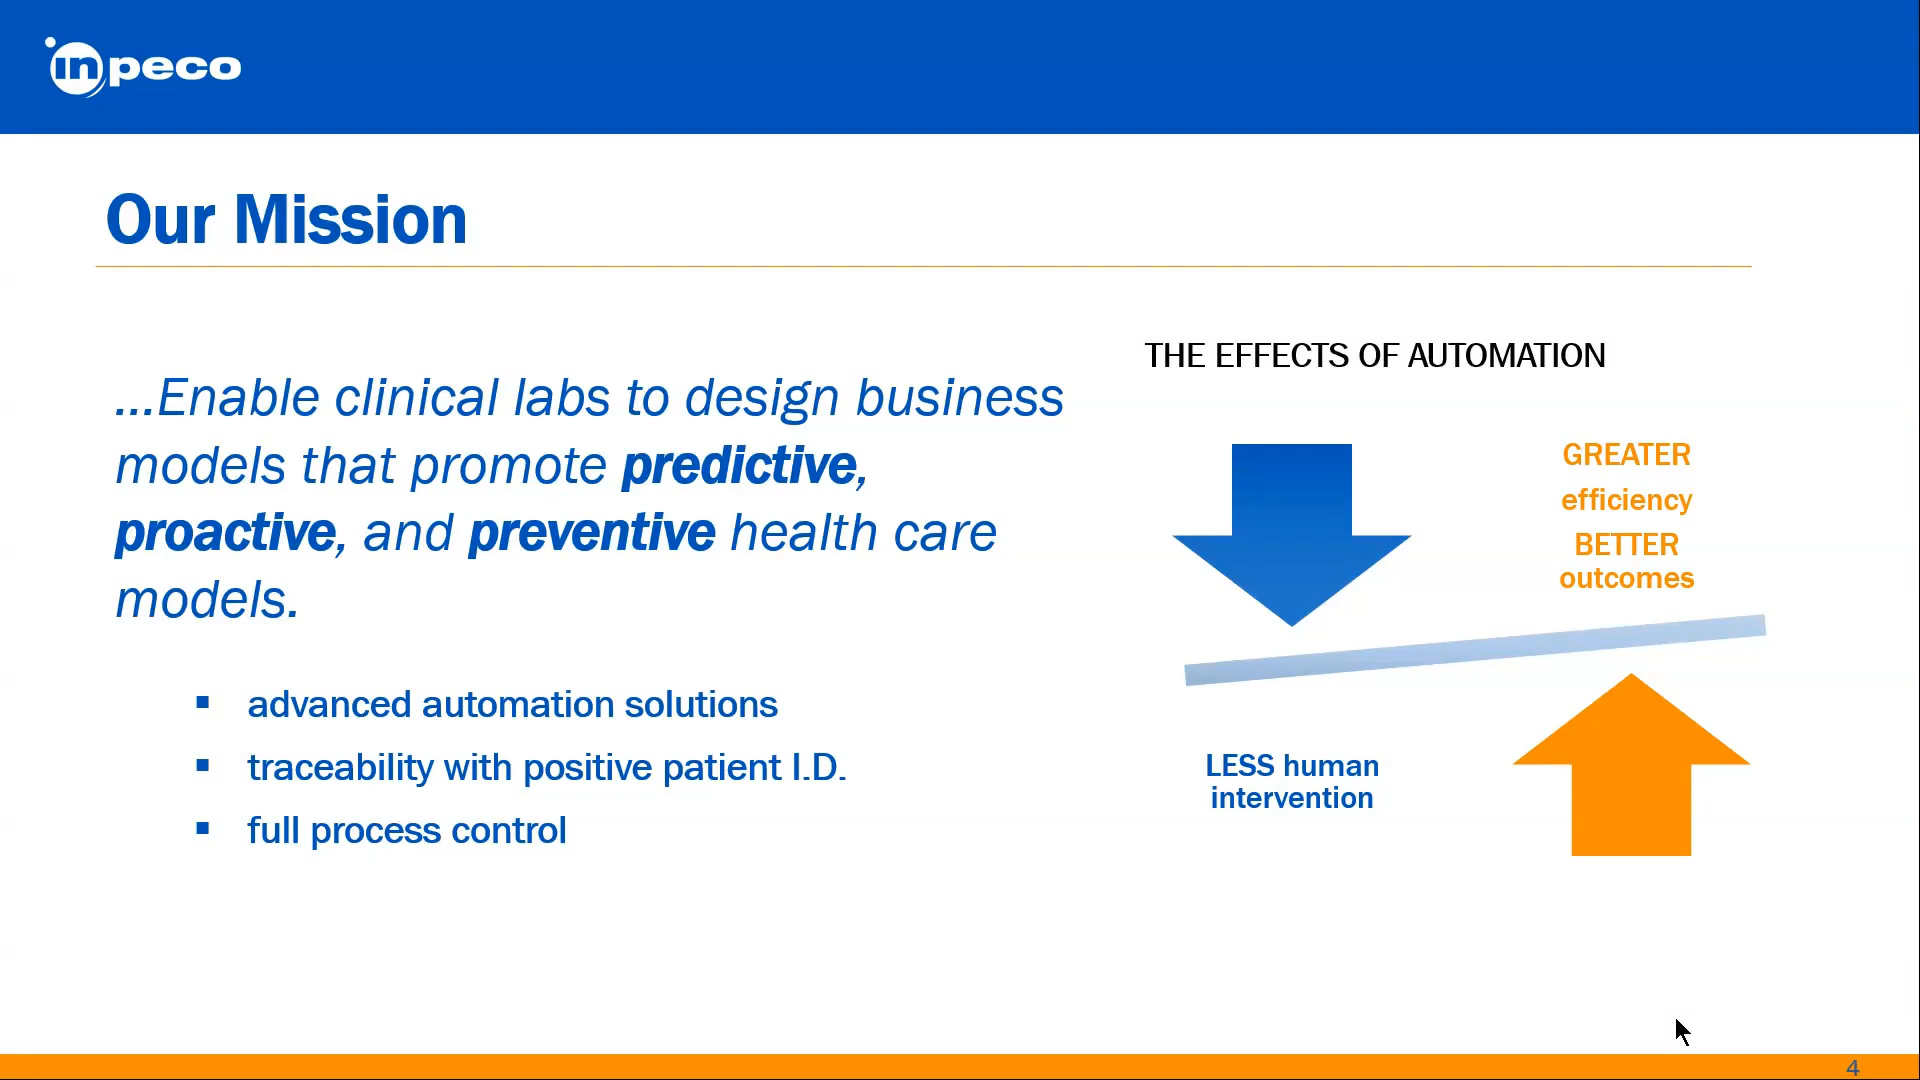 inpeco
Our Mission
...Enable clinical labs to design business
models that promote predictive,
proactive, and preventive health care
models.
▪ advanced automation solutions
▪ traceability with positive patient I.D.
▪ full process control
THE EFFECTS OF AUTOMATION
GREATER
efficiency
BETTER
outcomes
LESS human
intervention
4